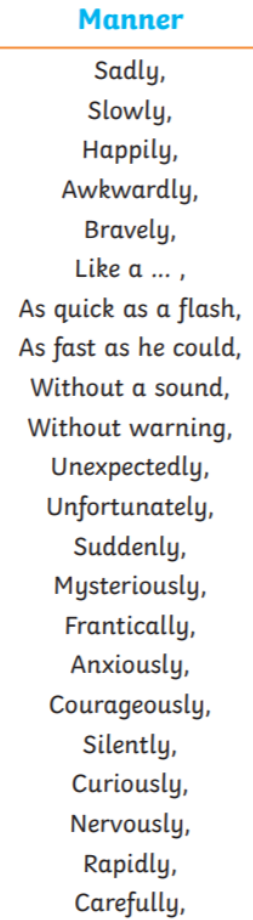 Manner
Sadly,
Slowly,
Happily,
Awkwardly,
Bravely,
Like a ... ,
As quick as a flash,
As fast as he could,
Without a sound,
Without warning,
Unexpectedly,
Unfortunately,
Suddenly,
Mysteriously,
Frantically,
Anxiously,
Courageously,
Silently,
Curiously,
Nervously,
Rapidly,
Carefully,